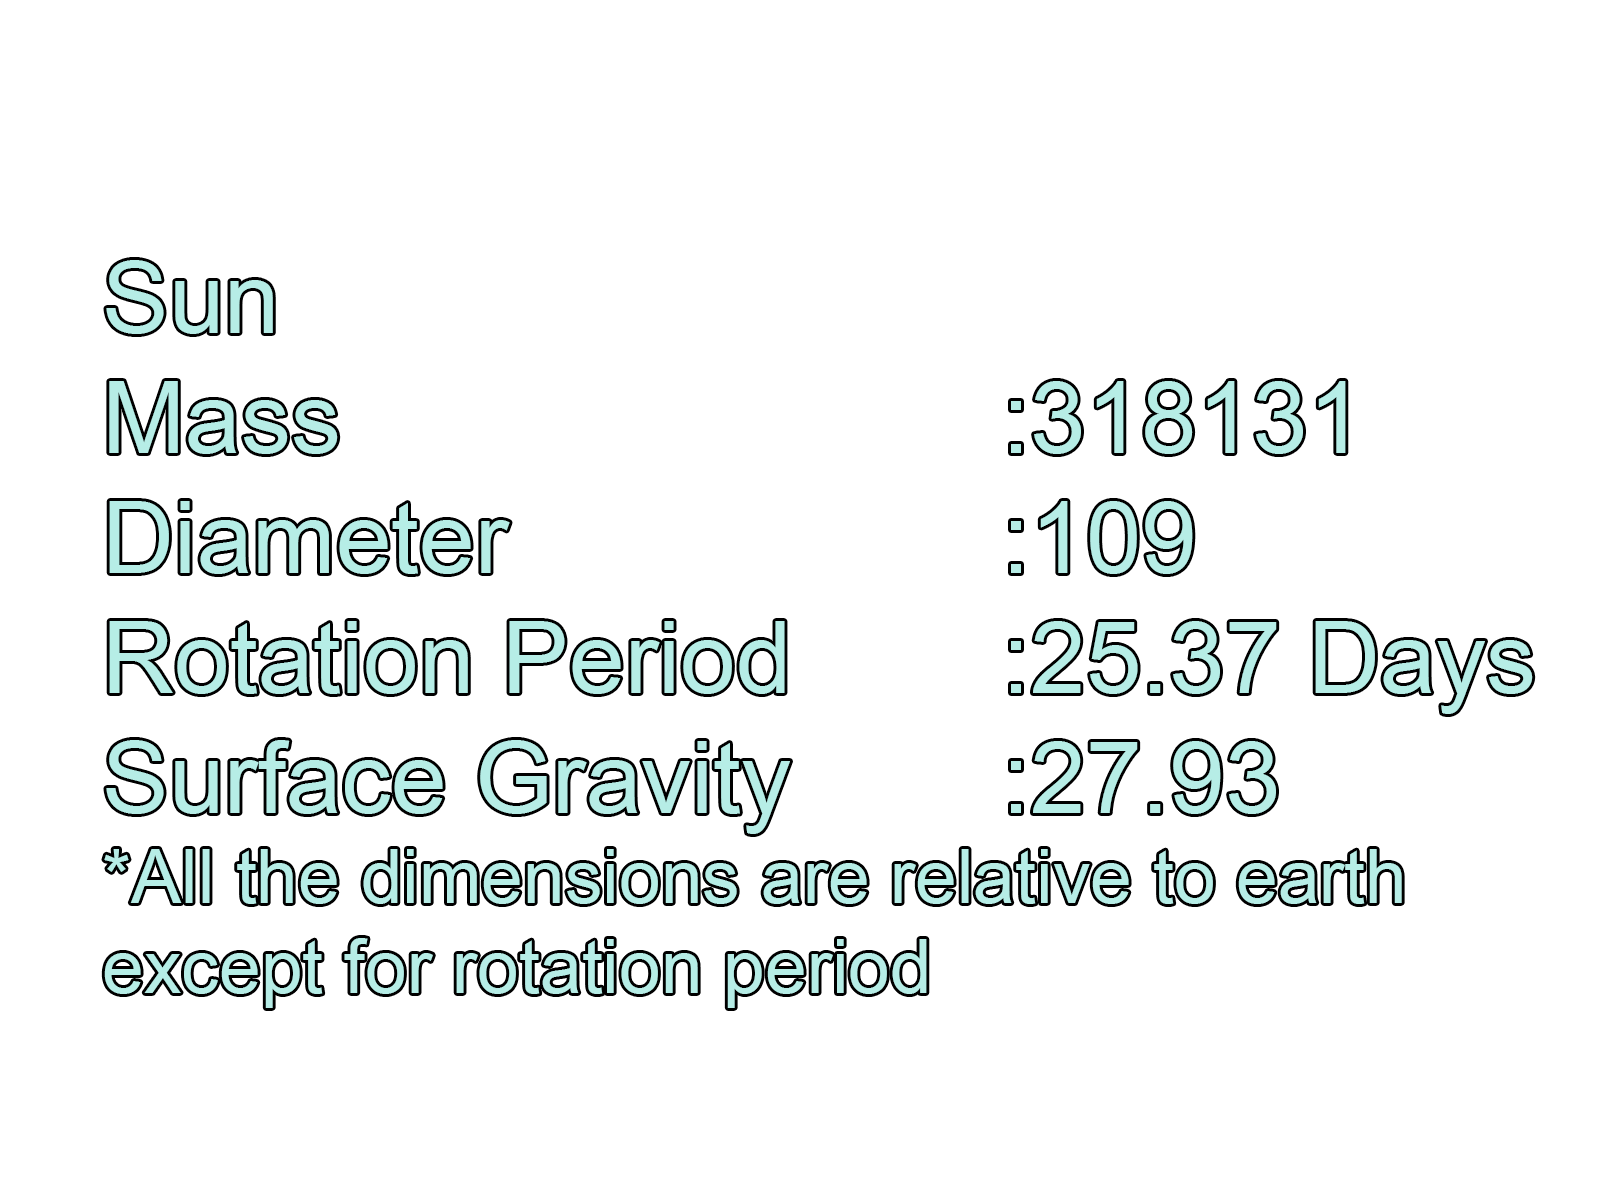 Sun
Mass :318131
Diameter :109
Rotation Period :25.37 Days
Surface Gravity :27.93
*All the dimensions are relative to earth
except for rotation period